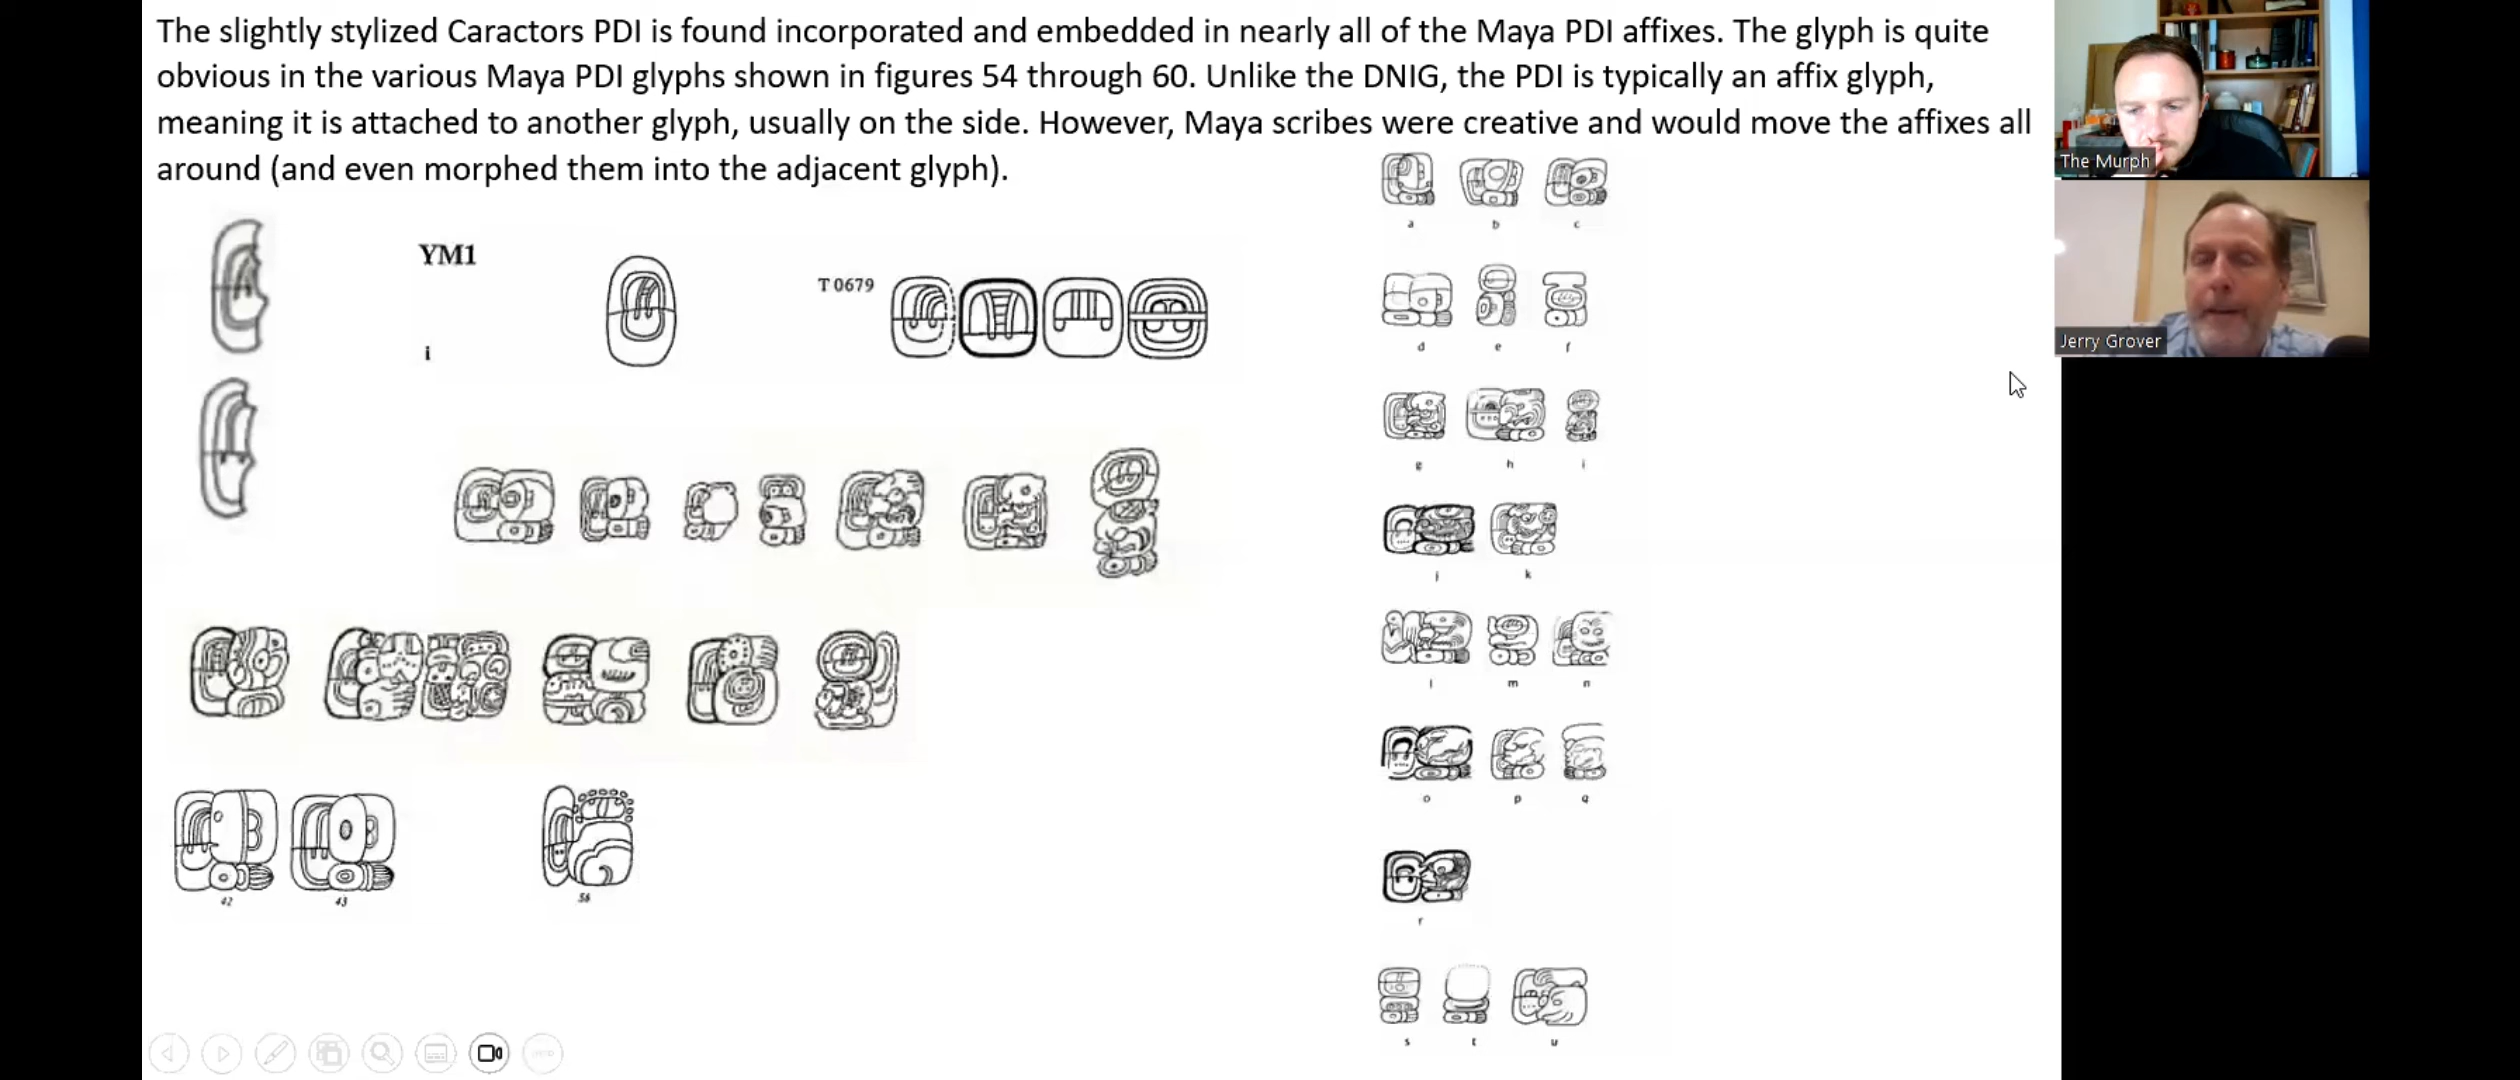 The slightly stylized Caractors PDI is found incorporated and embedded in nearly all of the Maya PDI affixes. The glyph is quite
obvious in the various Maya PDI glyphs shown in figures 54 through 60. Unlike the DNIG, the PDI is typically an affix glyph,
meaning it is attached to another glyph, usually on the side. However, Maya scribes were creative and would move the affixes all
around (and even morphed them into the adjacent glyph).
The Murph
Jerry Grover
YM1
i
T0679
42 43 56
a b c
d e f
g h i
j k
l m n
o p q
r
s t u